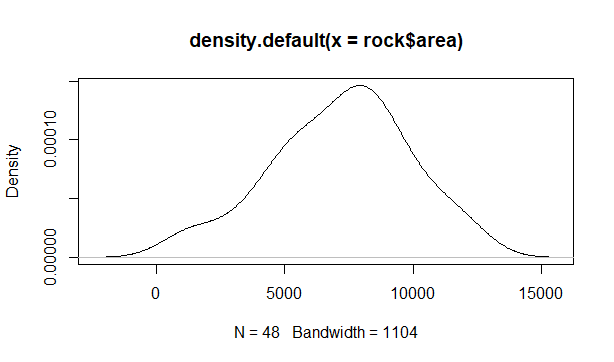 density.default(x = rock$area)
Density
0.00010
0.00000
0 5000 10000 15000
N = 48 Bandwidth = 1104